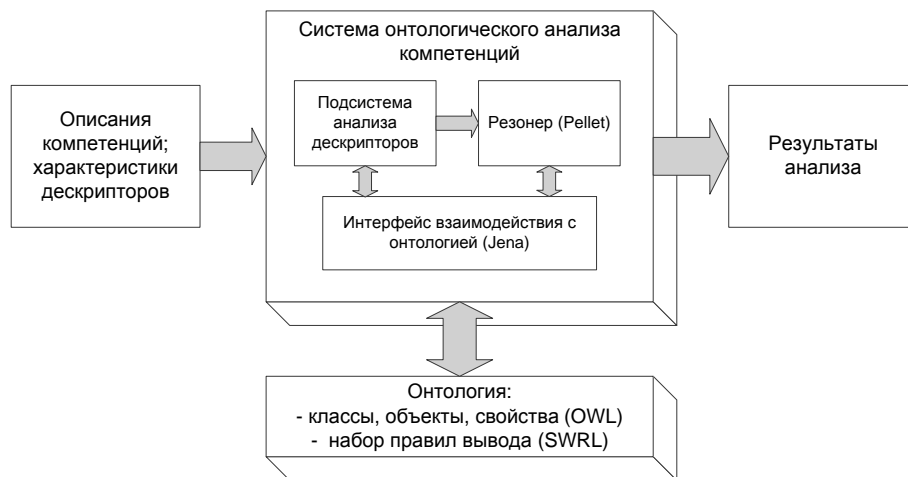 Система онтологического анализа
компетенций
Описания
компетенций;
характеристики
дескрипторов
Подсистема
анализа
дескрипторов
Резонер (Pellet)
Интерфейс взаимодействия с
онтологией (Jena)
Результаты
анализа
Онтология:
- классы, объекты, свойства (OWL)
- набор правил вывода (SWRL)